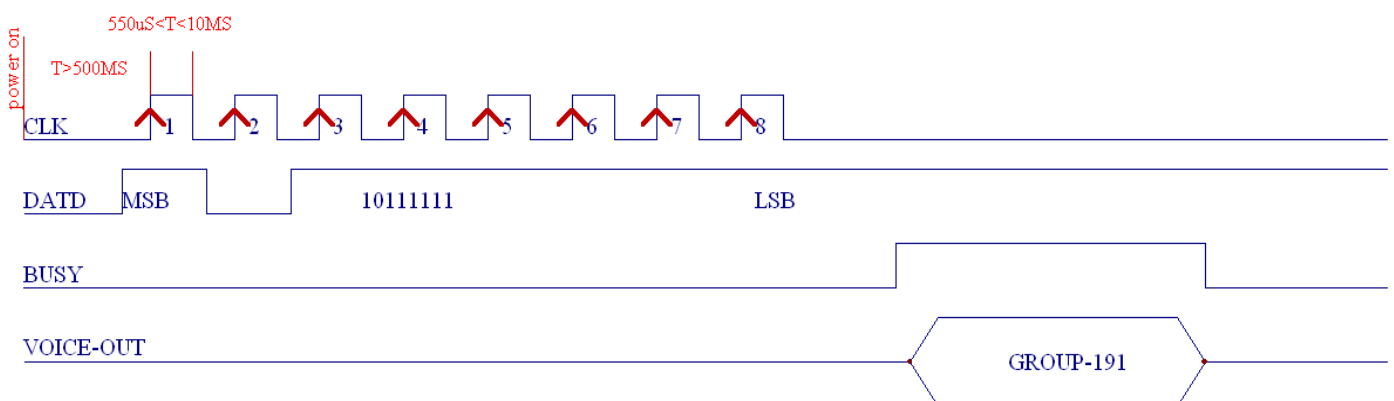 550uS<T<10MS
power on
T>500MS
CLK 1 2 3 4 5 6 7 8
DATD MSB 10111111 LSB
BUSY
VOICE-OUT GROUP-191